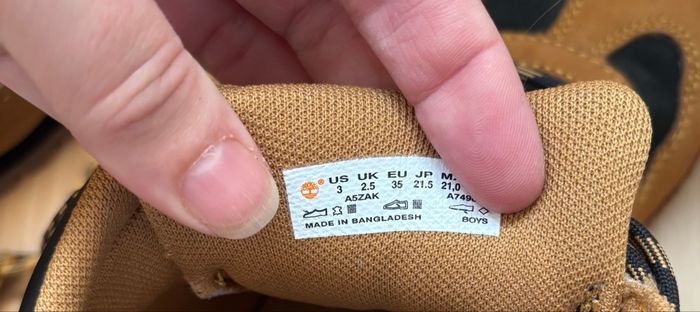 US UK EU JP
3 2.5 35 21.5 21,0
A5ZAK
MADE IN BANGLADESH BOYS